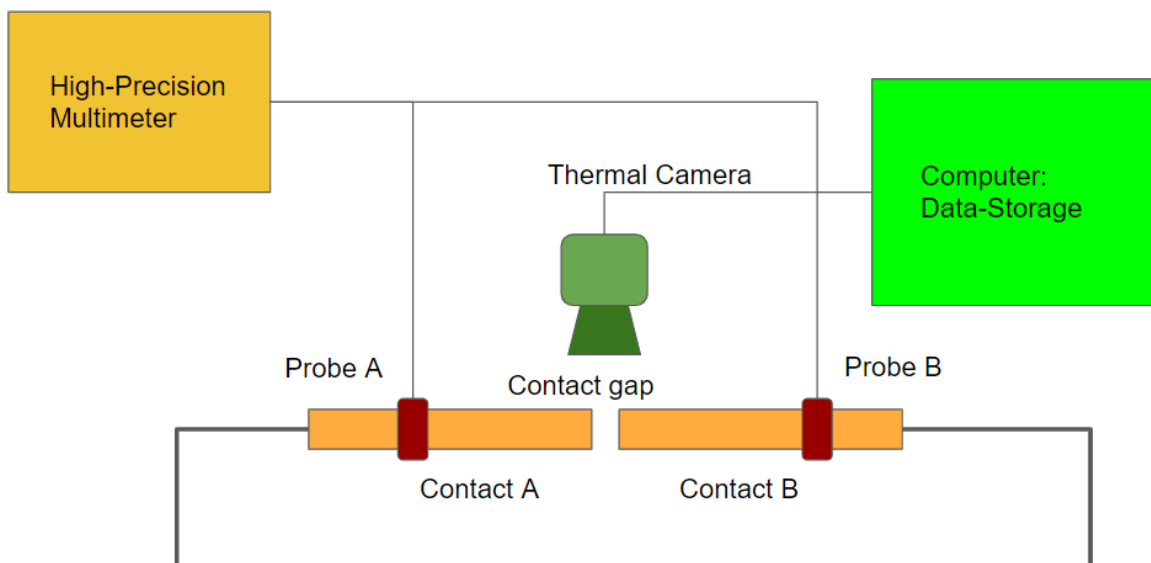 High-Precision
Multimeter
Thermal Camera
Computer:
Data-Storage
Probe A
Contact gap
Probe B
Contact A
Contact B